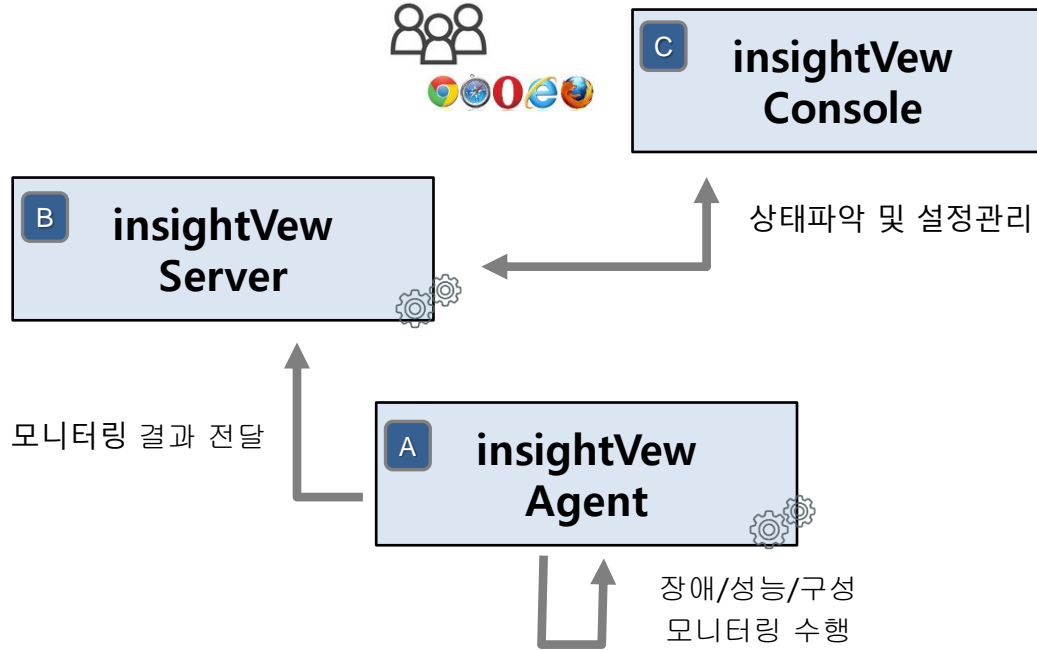 C
insightVew
Console
B
insightVew
Server
상태파악 및 설정관리
모니터링 결과 전달
A
insightVew
Agent
장애/성능/구성
모니터링 수행